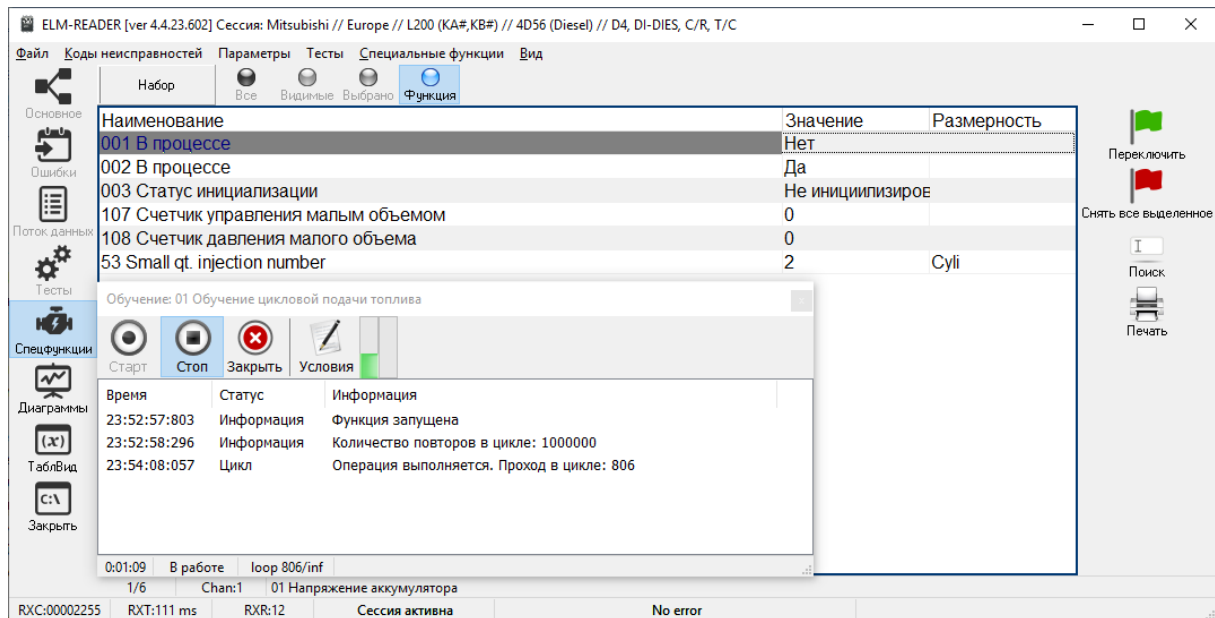 ELM-READER [ver 4.4.23.602] Сессия: Mitsubishi // Europe // L200 (KA#,KB#) // 4D56 (Diesel) // D4, DI-DIES, C/R, T/C
Файл Коды неисправностей Параметры Тесты Специальные функции Вид
Основное
Ошибки
Поток данных
Тесты
Спецфункции
Диаграммы
(x)
ТаблВид
C:\
Закрыть
Набор
Все Видимые Выбрано Функция
Наименование Значение Размерность
001 В процессе Нет
002 В процессе Да
003 Статус инициализации Не инициилизиров
107 Счетчик управления малым объемом 0
108 Счетчик давления малого объема 0
53 Small qt. injection number 2 Cyli
Обучение: 01 Обучение цикловой подачи топлива
Старт Стоп Закрыть Условия
Время Статус Информация
23:52:57:803 Информация Функция запущена
23:52:58:296 Информация Количество повторов в цикле: 1000000
23:54:08:057 Цикл Операция выполняется. Проход в цикле: 806
0:01:09 В работе loop 806/inf
Переключить
Снять все выделенное
Поиск
Печать
1/6 Chan:1 01 Напряжение аккумулятора
RXC:00002255 RXT:111 ms RXR:12 Сессия активна No error